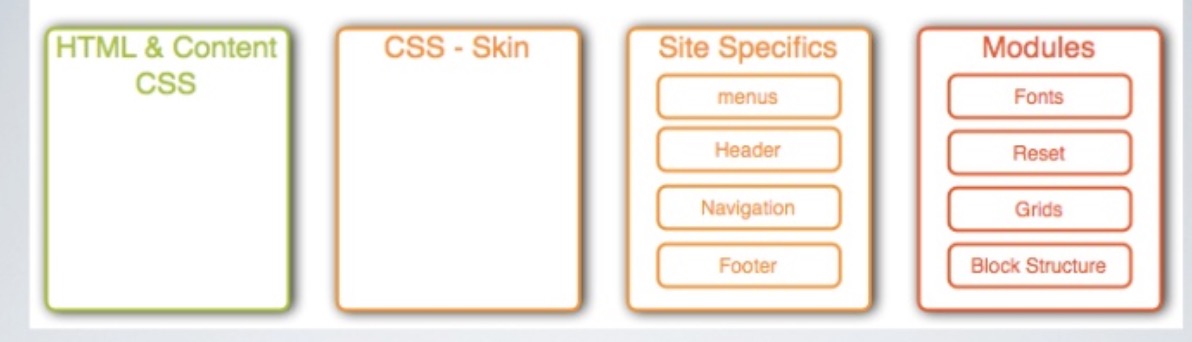 HTML & Content
CSS
CSS - Skin
Site Specifics
menus
Header
Navigation
Footer
Modules
Fonts
Reset
Grids
Block Structure